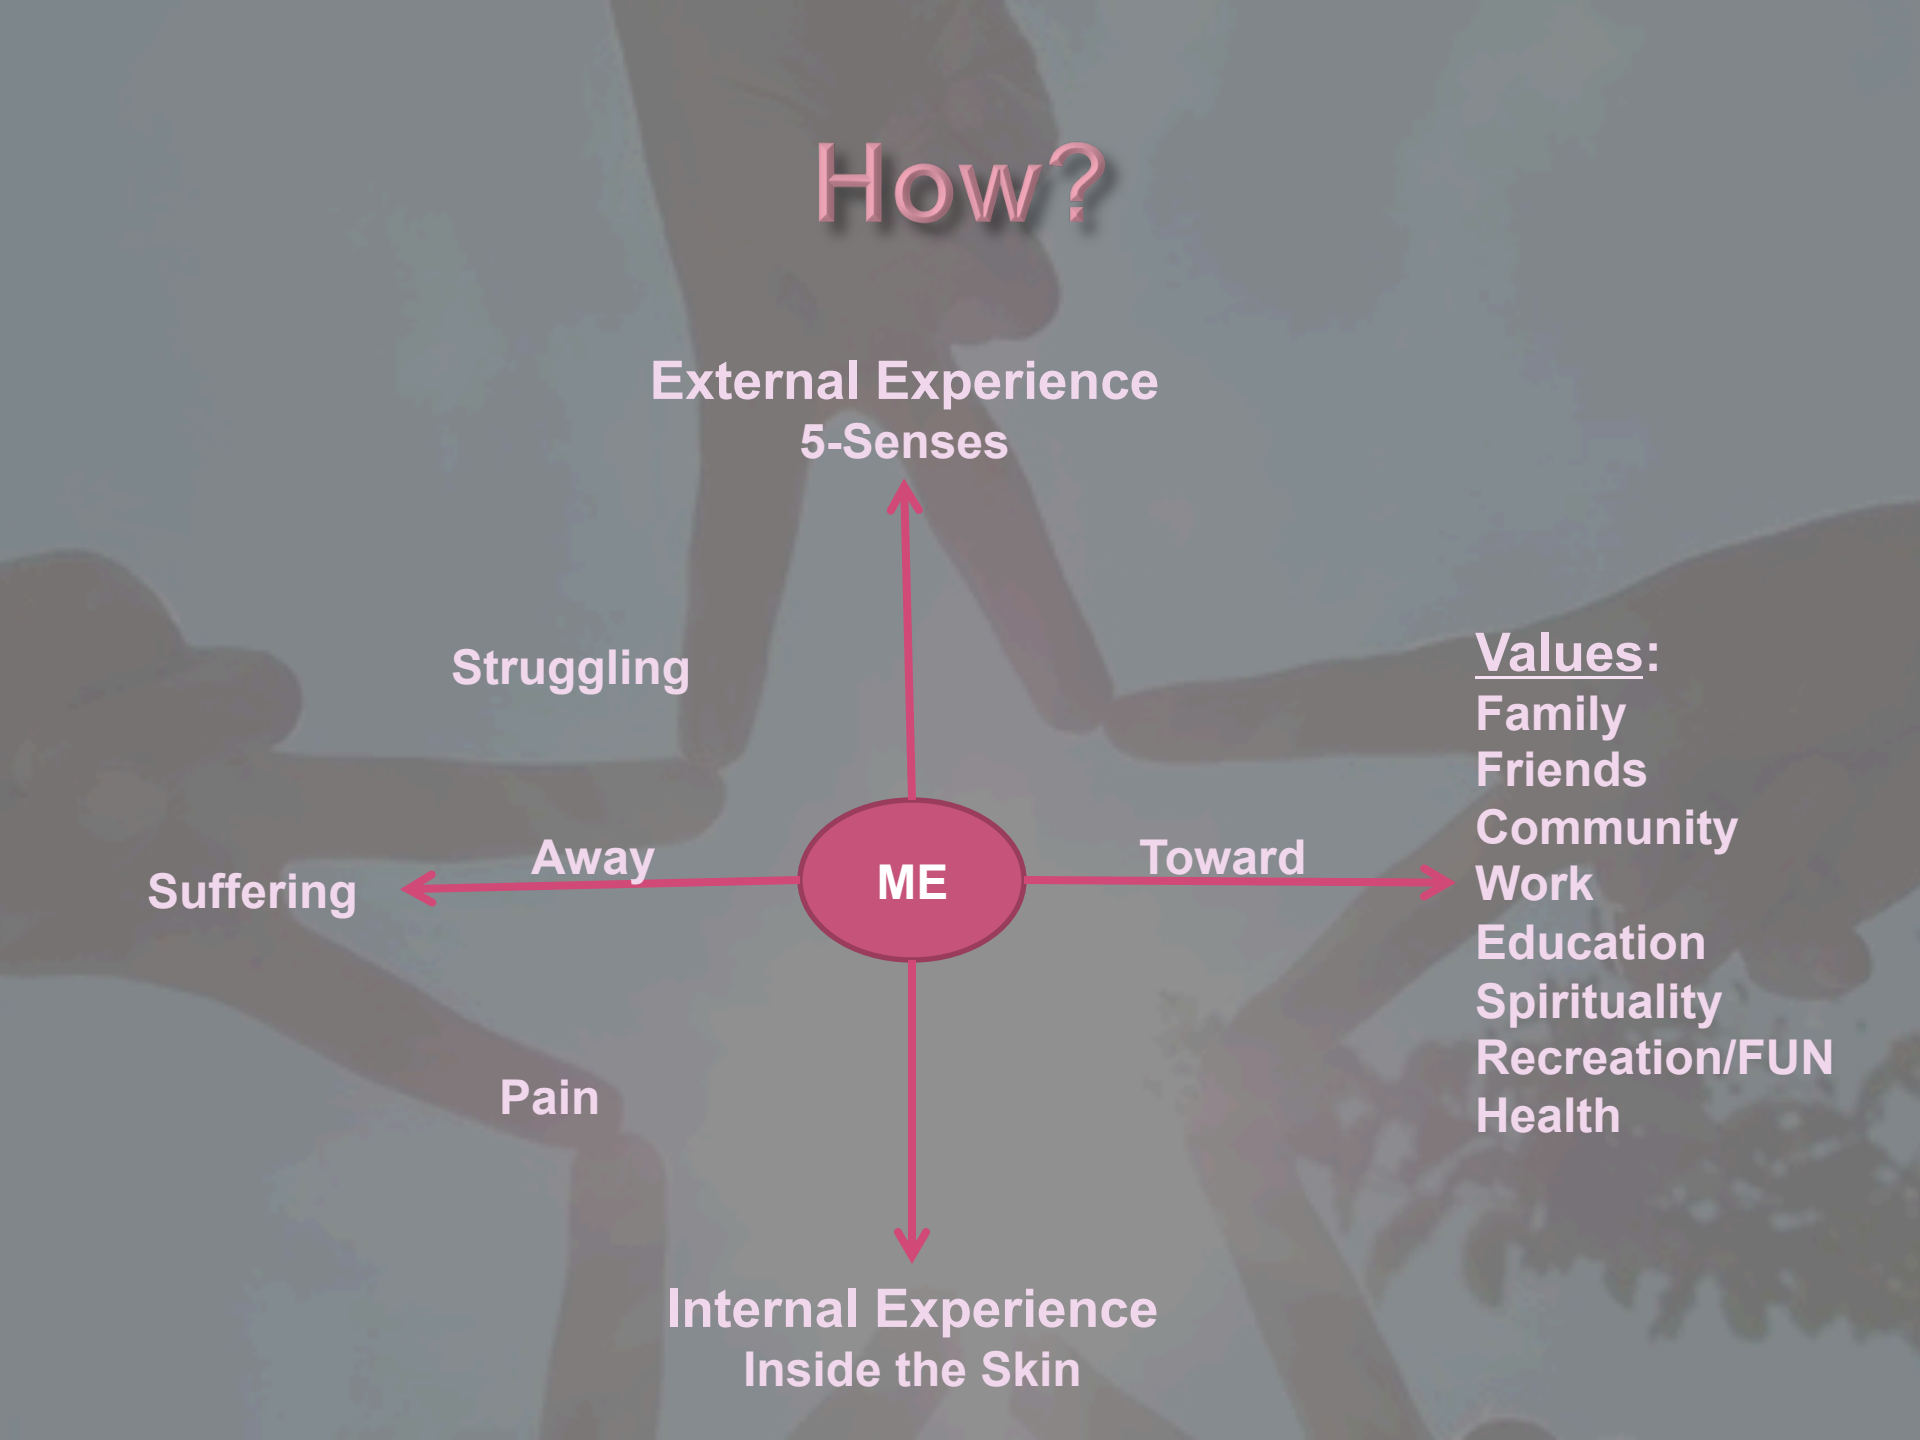 How?
External Experience
5-Senses
Struggling
Away
Suffering
ME
Toward
Values:
Family
Friends
Community
Work
Education
Spirituality
Recreation/FUN
Health
Pain
Internal Experience
Inside the Skin